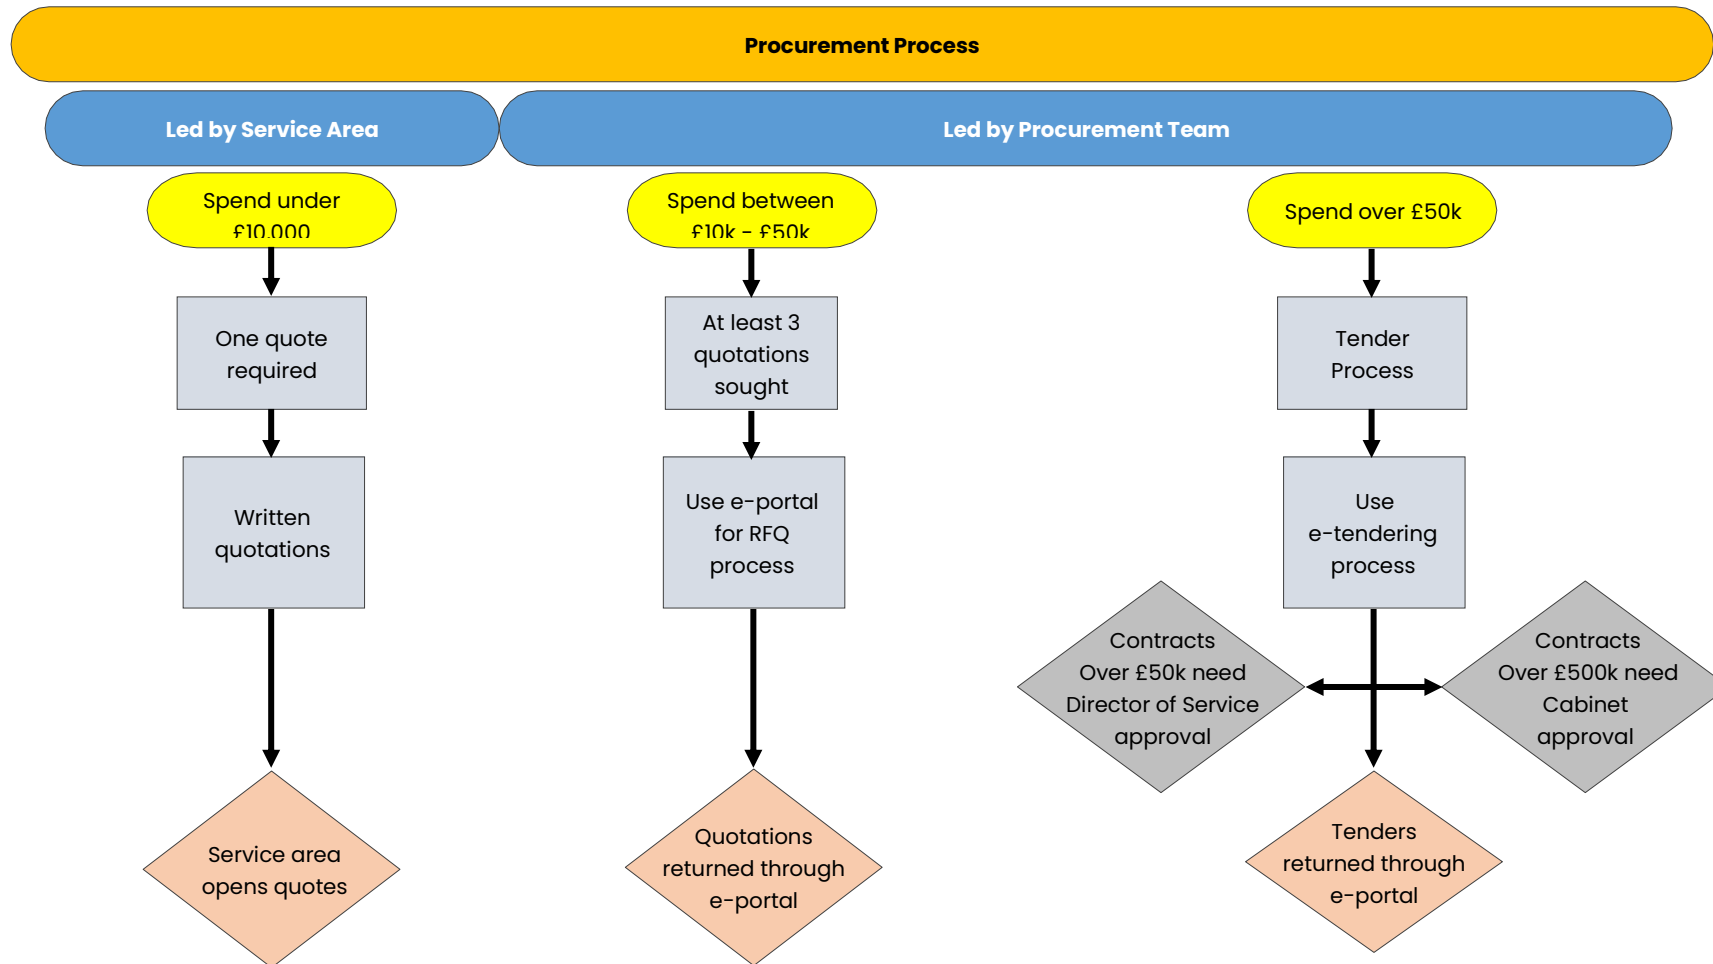 Procurement Process
Led by Service Area
Led by Procurement Team
Spend under
£10,000
Spend between
£10k - £50k
Spend over £50k
One quote
required
At least 3
quotations
sought
Tender
Process
Written
quotations
Use e-portal
for RFQ
process
Use
e-tendering
process
Contracts
Over £50k need
Director of Service
approval
Contracts
Over £500k need
Cabinet
approval
Service area
opens quotes
Quotations
returned through
e-portal
Tenders
returned through
e-portal